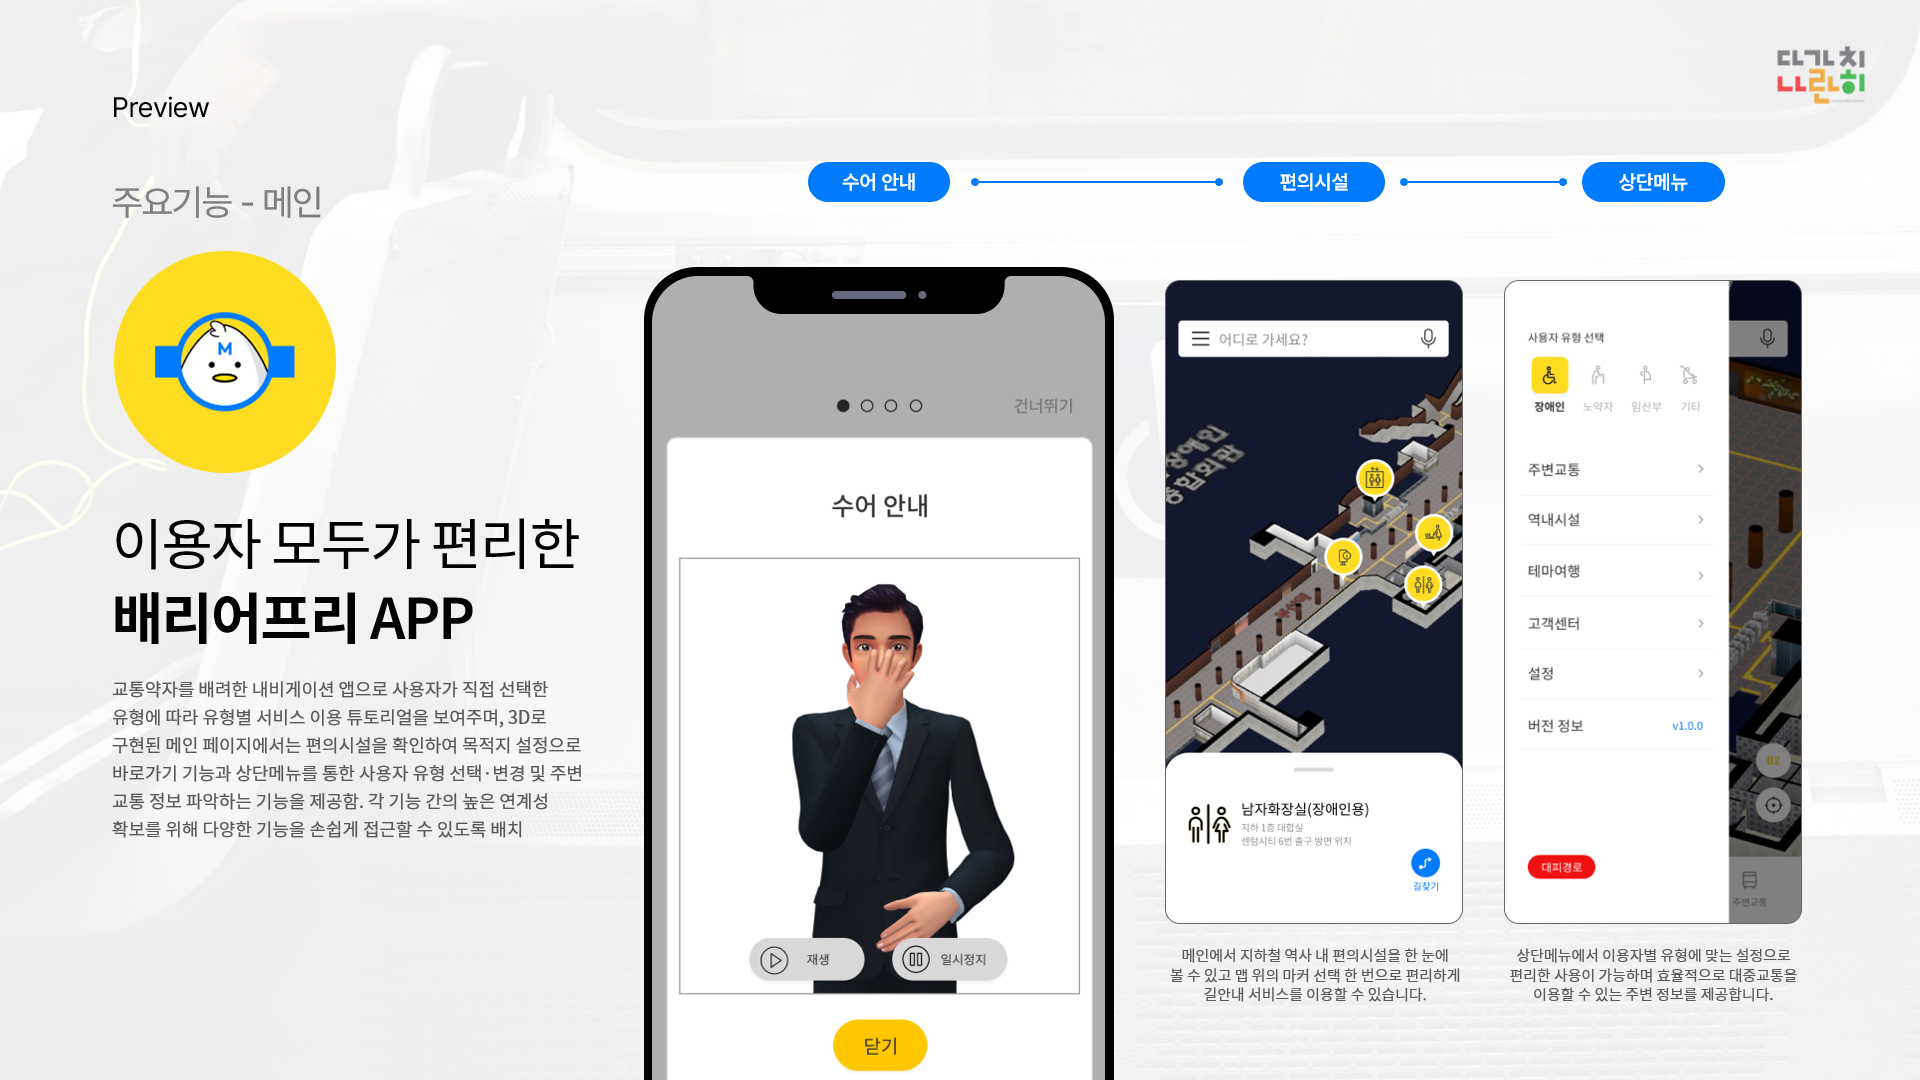 Preview
다가치
나란히
주요기능 - 메인
수어 안내
편의시설
상단메뉴
M
이용자 모두가 편리한
배리어프리 APP
교통약자를 배려한 내비게이션 앱으로 사용자가 직접 선택한
유형에 따라 유형별 서비스 이용 튜토리얼을 보여주며, 3D로
구현된 메인 페이지에서는 편의시설을 확인하여 목적지 설정으로
바로가기 기능과 상단메뉴를 통한 사용자 유형 선택·변경 및 주변
교통 정보 파악하는 기능을 제공함. 각 기능 간의 높은 연계성
확보를 위해 다양한 기능을 손쉽게 접근할 수 있도록 배치
건너뛰기
수어 안내
재생
일시정지
닫기
어디로 가세요?
장애인
종합회관
남자화장실(장애인용)
지하 1층 대합실
센텀시티 6번 출구 방면 위치
길찾기
메인에서 지하철 역사 내 편의시설을 한 눈에
볼 수 있고 맵 위의 마커 선택 한 번으로 편리하게
길안내 서비스를 이용할 수 있습니다.
사용자 유형 선택
장애인 노약자 임산부 기타
주변교통
역내시설
테마여행
고객센터
설정
버전 정보 v1.0.0
B2
대피경로
주변교통
상단메뉴에서 이용자별 유형에 맞는 설정으로
편리한 사용이 가능하며 효율적으로 대중교통을
이용할 수 있는 주변 정보를 제공합니다.